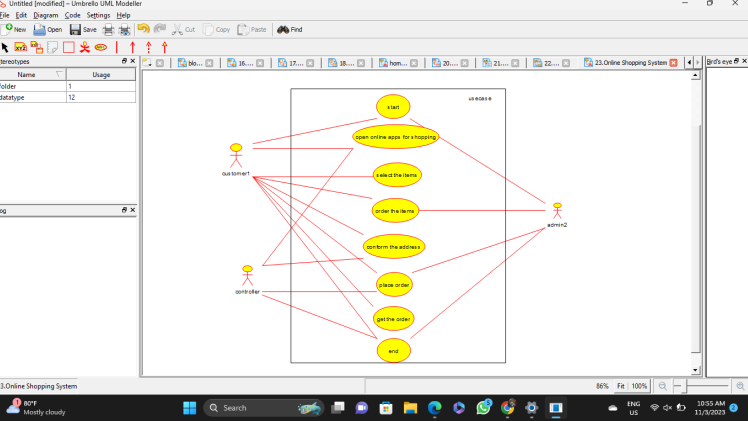 Untitled [modified] – Umbrello UML Modeller
File Edit Diagram Code Settings Help
New Open Save Undo Cut Copy Paste Find
tereotypes
Name Usage
folder 1
datatype 12
og
blo... 16.... 17.... 18.... hom... 20.... 21.... 22.... 23.Online Shopping System
Bird's eye
usecase
start
open online apps for shopping
select the items
order the items
conform the address
place order
get the order
end
customer1
controller
admin2
3.Online Shopping System
86% Fit 100%
1
80°F
Mostly cloudy
Search
ENG
US
10:55 AM
11/3/2023
2